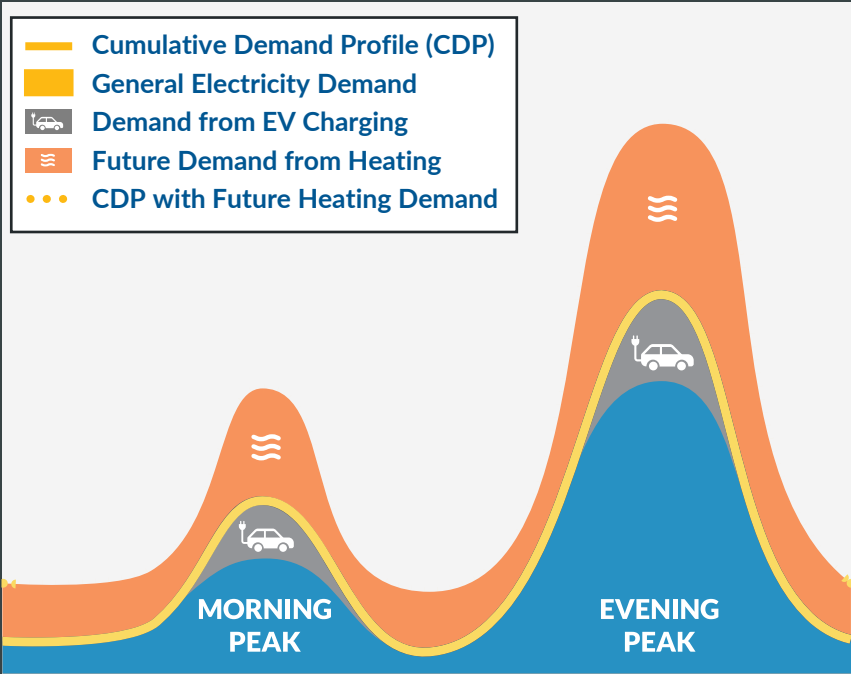 Cumulative Demand Profile (CDP)
General Electricity Demand
Demand from EV Charging
Future Demand from Heating
CDP with Future Heating Demand
MORNING
PEAK
EVENING
PEAK